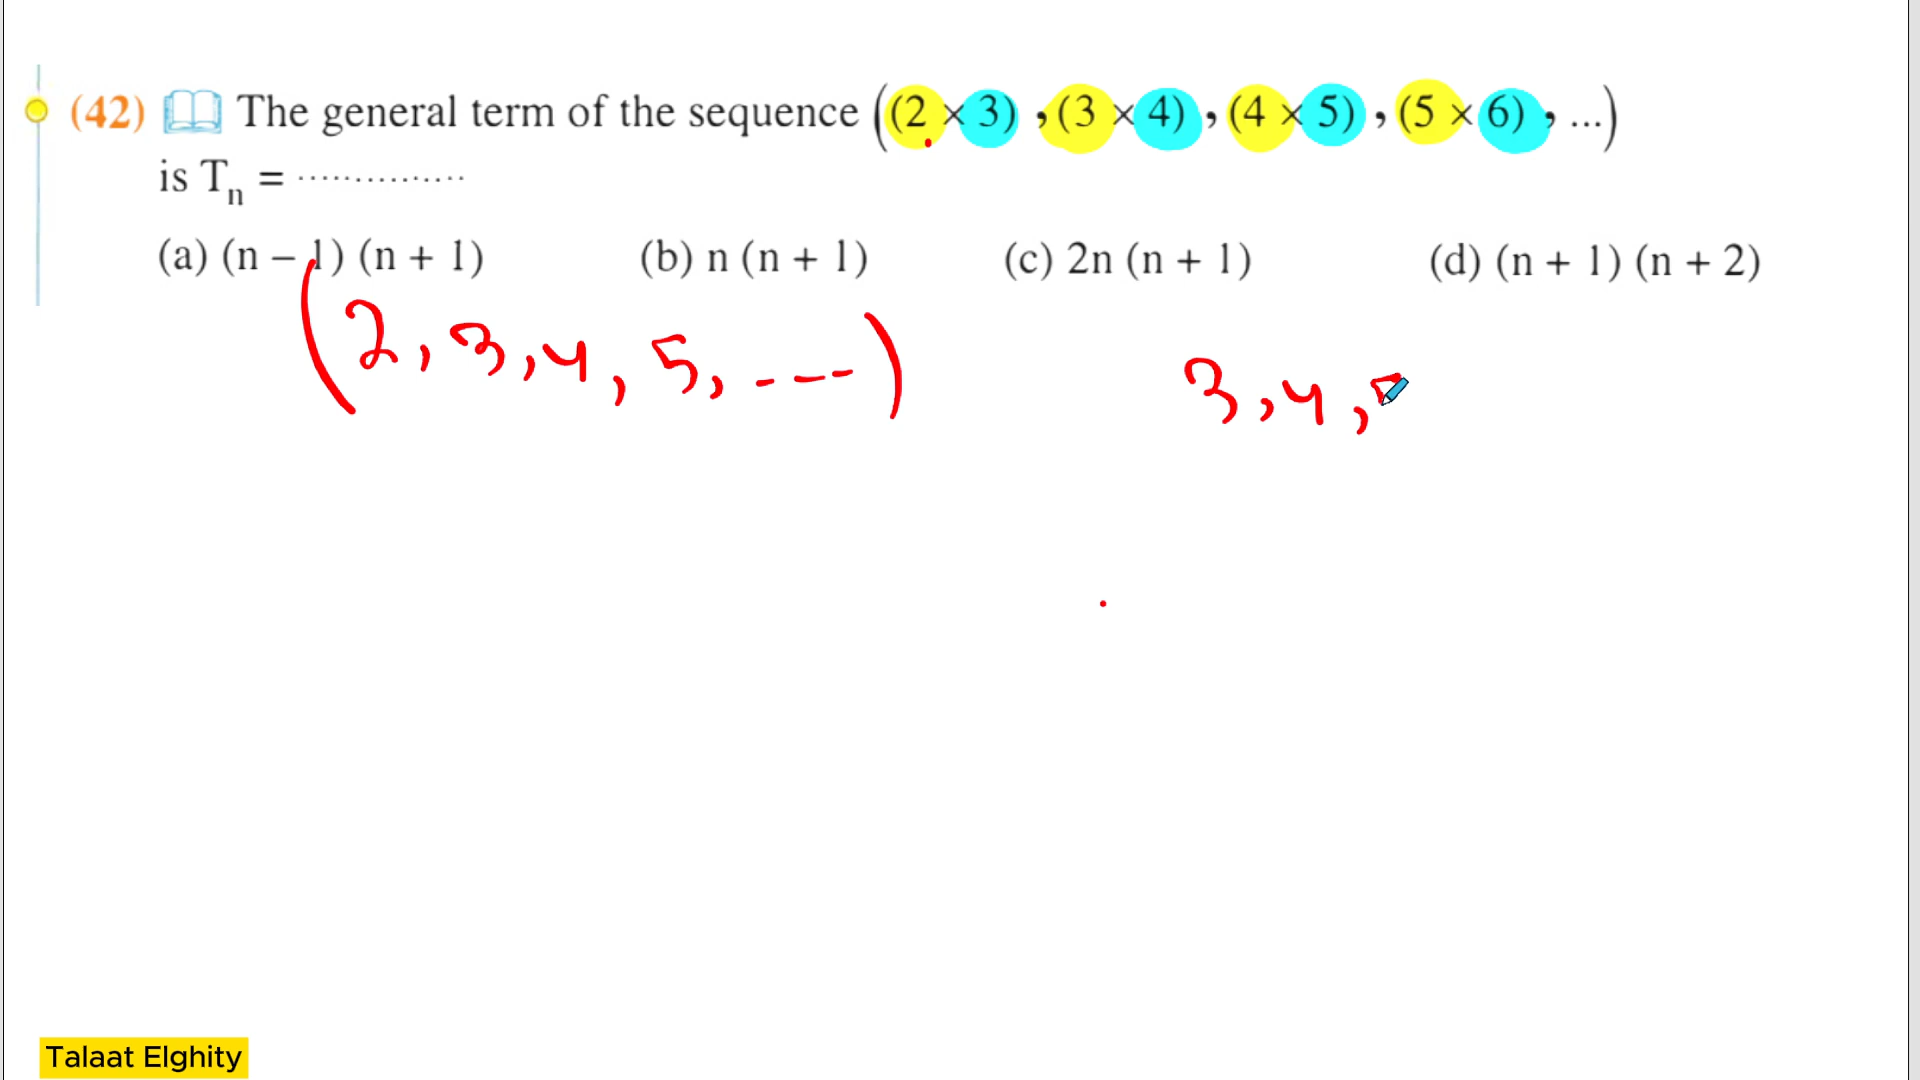 (42) The general term of the sequence ((2 × 3) , (3 × 4) , (4 × 5) , (5 × 6) , ...)
is Tn = ...............
(a) (n – 1) (n + 1) (b) n (n + 1) (c) 2n (n + 1) (d) (n + 1) (n + 2)
(2, 3, 4, 5, ---) 3, 4, 5
Talaat Elghity